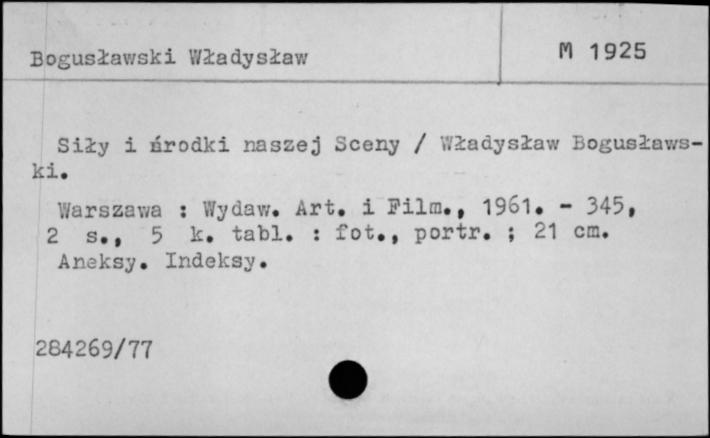 Bogusławski Władysław
M 1925
Siły i środki naszej Sceny / Władysław Bogusławs-
ki.
Warszawa : Wydaw. Art. i Film., 1961. - 345,
2 s., 5 k. tabl. : fot., portr. ; 21 cm.
Aneksy. Indeksy.
284269/77